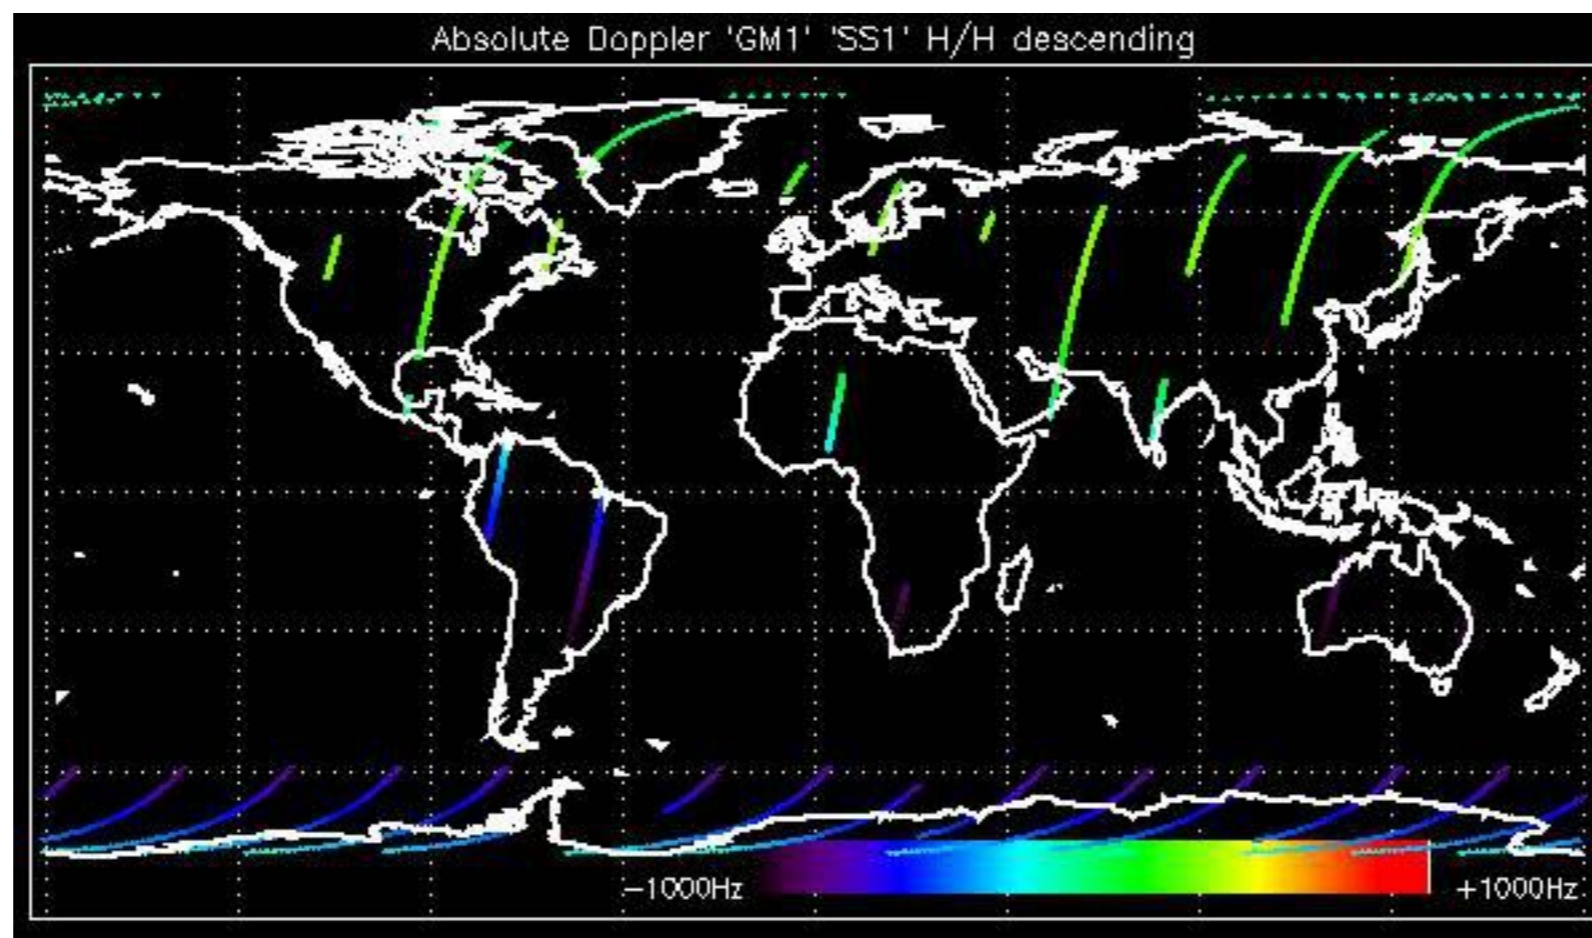 Absolute Doppler 'GM1' 'SS1' H/H descending
−1000Hz
+1000Hz